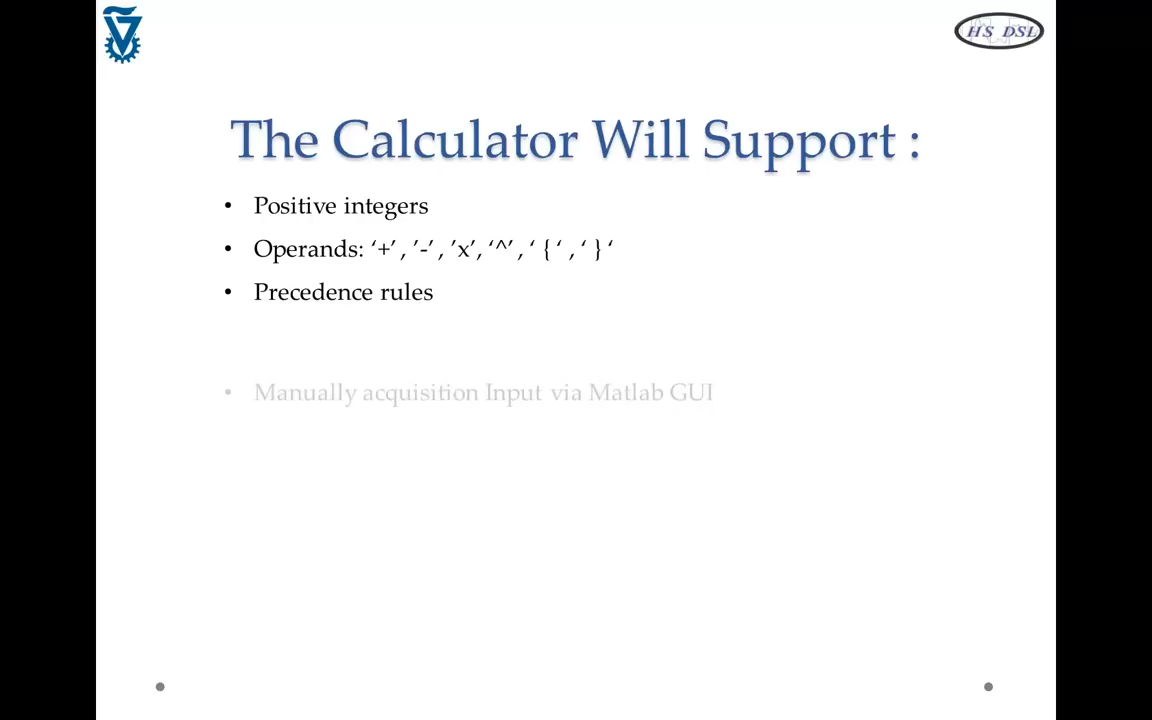 HS DSL
The Calculator Will Support :
• Positive integers
• Operands: ‘+’ , ’-’ , ’x’, ‘^’ , ‘ { ‘ , ‘ } ‘
• Precedence rules
• Manually acquisition Input via Matlab GUI